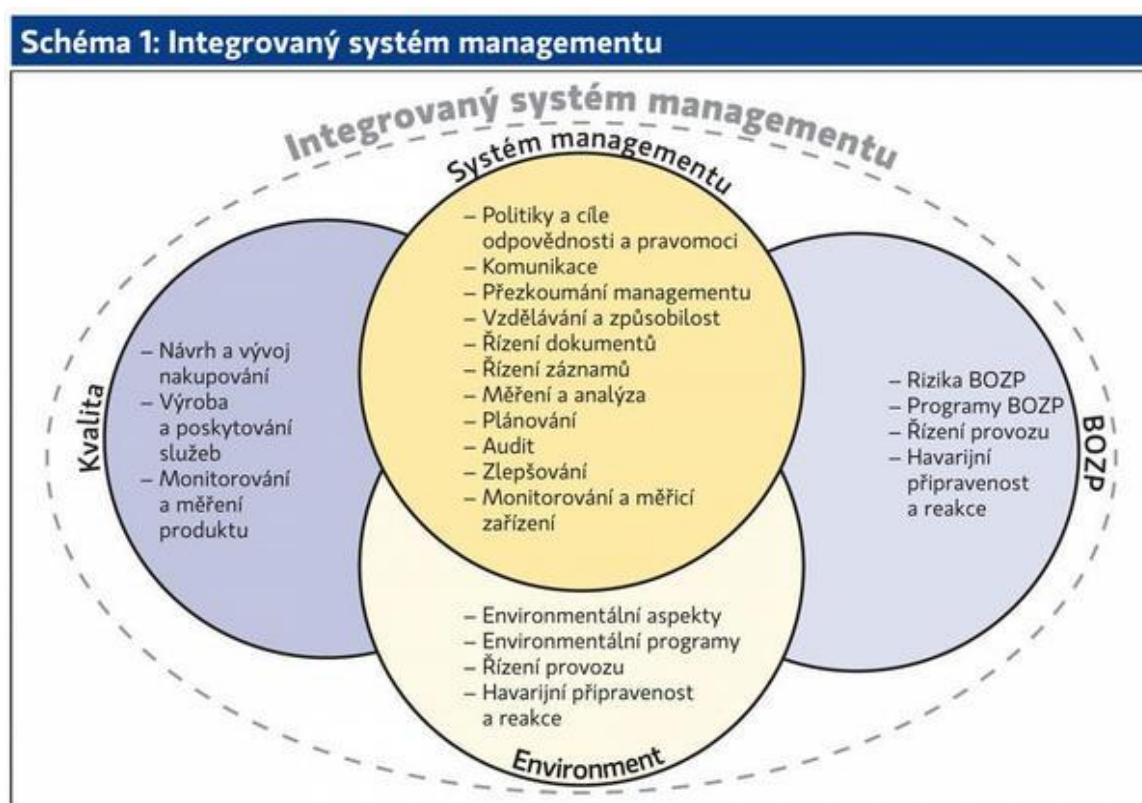 Schéma 1: Integrovaný systém managementu
Integrovaný systém managementu
Systém managementu
– Politiky a cíle
odpovědnosti a pravomoci
– Komunikace
– Přezkoumání managementu
– Vzdělávání a způsobilost
– Řízení dokumentů
– Řízení záznamů
– Měření a analýza
– Plánování
– Audit
– Zlepšování
– Monitorování a měřicí
zařízení
Kvalita
– Návrh a vývoj
nakupování
– Výroba
a poskytování
služeb
– Monitorování
a měření
produktu
– Rizika BOZP
– Programy BOZP
– Řízení provozu
– Havarijní
připravenost
a reakce
BOZP
– Environmentální aspekty
– Environmentální programy
– Řízení provozu
– Havarijní připravenost
a reakce
Environment